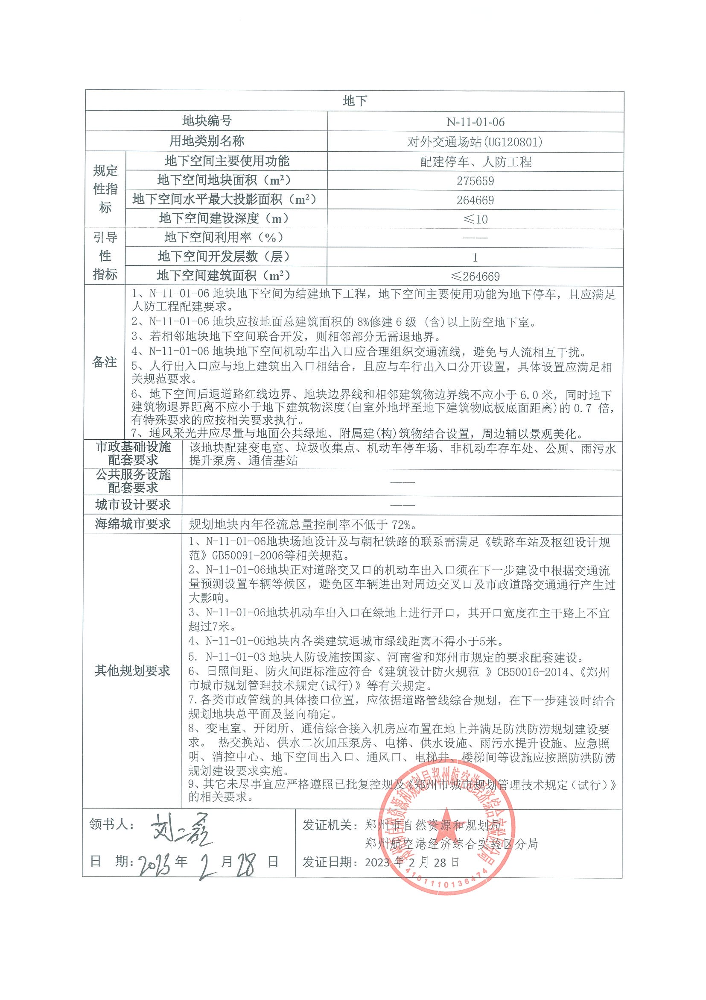 地下
地块编号 N-11-01-06
用地类别名称 对外交通场站(UG120801)
规定性指标
地下空间主要使用功能 配建停车、人防工程
地下空间地块面积（m²） 275659
地下空间水平最大投影面积（m²） 264669
地下空间建设深度（m） ≤10
引导性指标
地下空间利用率（%） ——
地下空间开发层数（层） 1
地下空间建筑面积（m²） ≤264669
备注
1、N-11-01-06 地块地下空间为结建地下工程，地下空间主要使用功能为地下停车，且应满足
人防工程配建要求。
2、N-11-01-06 地块应按地面总建筑面积的 8%修建 6 级 (含)以上防空地下室。
3、若相邻地块地下空间联合开发，则相邻部分无需退地界。
4、N-11-01-06 地块地下空间机动车出入口应合理组织交通流线，避免与人流相互干扰。
5、人行出入口应与地上建筑出入口相结合，且应与车行出入口分开设置，具体设置应满足相
关规范要求。
6、地下空间后退道路红线边界、地块边界线和相邻建筑物边界线不应小于 6.0 米，同时地下
建筑物退界距离不应小于地下建筑物深度(自室外地坪至地下建筑物底板底面距离)的 0.7 倍，
有特殊要求的应按相关要求执行。
7、通风采光井应尽量与地面公共绿地、附属建(构)筑物结合设置，周边辅以景观美化。
市政基础设施
配套要求
该地块配建变电室、垃圾收集点、机动车停车场、非机动车存车处、公厕、雨污水
提升泵房、通信基站
公共服务设施
配套要求
——
城市设计要求 ——
海绵城市要求 规划地块内年径流总量控制率不低于 72%。
其他规划要求
1、N-11-01-06地块场地设计及与朝杞铁路的联系需满足《铁路车站及枢纽设计规
范》GB50091-2006等相关规范。
2、N-11-01-06地块正对道路交叉口的机动车出入口须在下一步建设中根据交通流
量预测设置车辆等候区，避免区车辆进出对周边交叉口及市政道路交通通行产生过
大影响。
3、N-11-01-06地块机动车出入口在绿地上进行开口，其开口宽度在主干路上不宜
超过7米。
4、N-11-01-06地块内各类建筑退城市绿线距离不得小于5米。
5. N-11-01-03 地块人防设施按国家、河南省和郑州市规定的要求配套建设。
6、日照间距、防火间距标准应符合《建筑设计防火规范 》CB50016-2014、《郑州
市城市规划管理技术规定(试行)》等有关规定。
7.各类市政管线的具体接口位置，应依据道路管线综合规划，在下一步建设时结合
规划地块总平面及竖向确定。
8、变电室、开闭所、通信综合接入机房应布置在地上并满足防洪防涝规划建设要
求。 热交换站、供水二次加压泵房、电梯、供水设施、雨污水提升设施、应急照
明、消控中心、地下空间出入口、通风口、电梯井、楼梯间等设施应按照防洪防涝
规划建设要求实施。
9、其它未尽事宜应严格遵照已批复控规及《郑州市城市规划管理技术规定（试行）》
的相关要求。
领书人：
日 期：2023 年 2 月 28 日
发证机关：郑州市自然资源和规划局
郑州航空港经济综合实验区分局
发证日期：2023 年 2 月 28 日
郑州市自然资源和规划局郑州航空港经济综合实验区分局
4101110136474